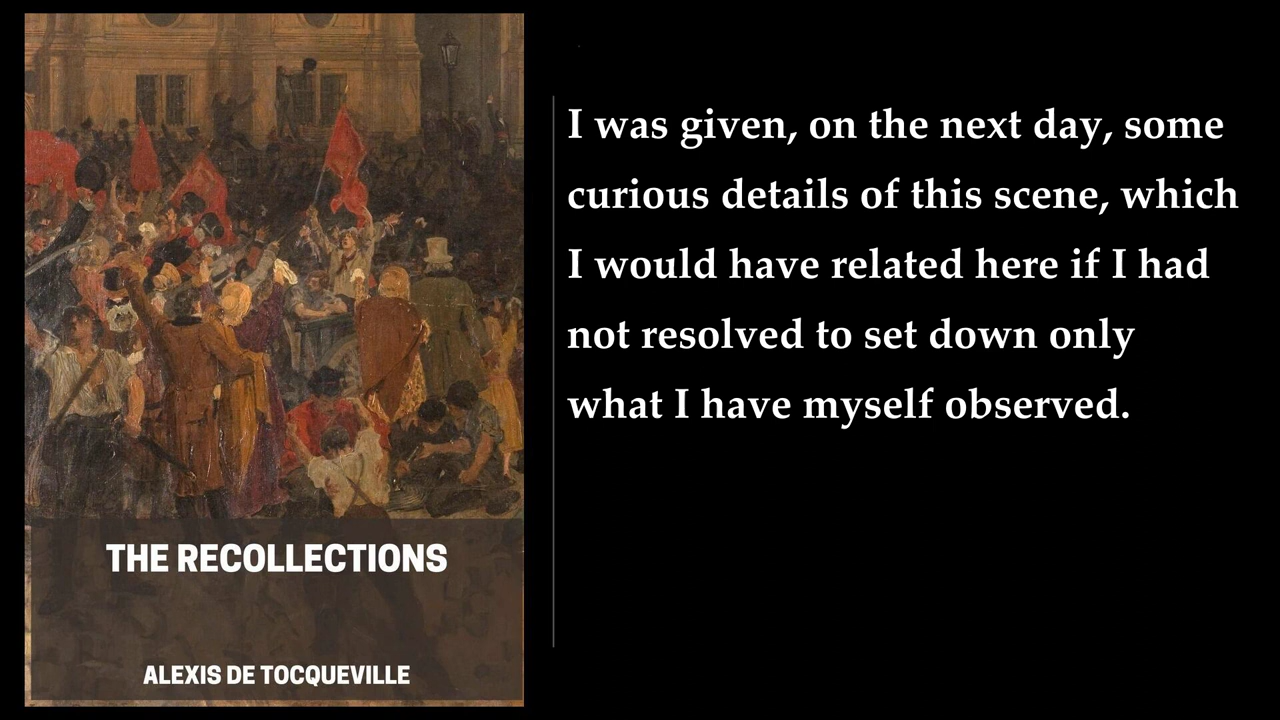 THE RECOLLECTIONS
ALEXIS DE TOCQUEVILLE
I was given, on the next day, some
curious details of this scene, which
I would have related here if I had
not resolved to set down only
what I have myself observed.